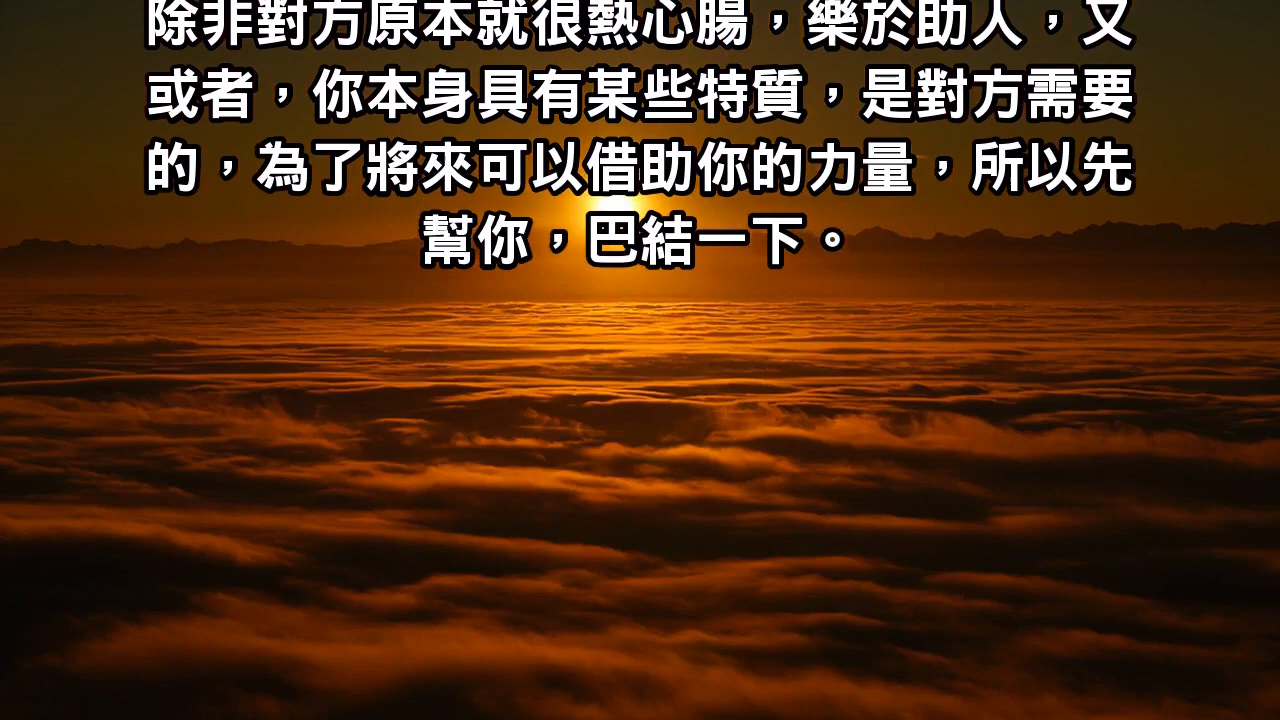 除非對方原本就很熱心腸，樂於助人，又
或者，你本身具有某些特質，是對方需要
的，為了將來可以借助你的力量，所以先
幫你，巴結一下。